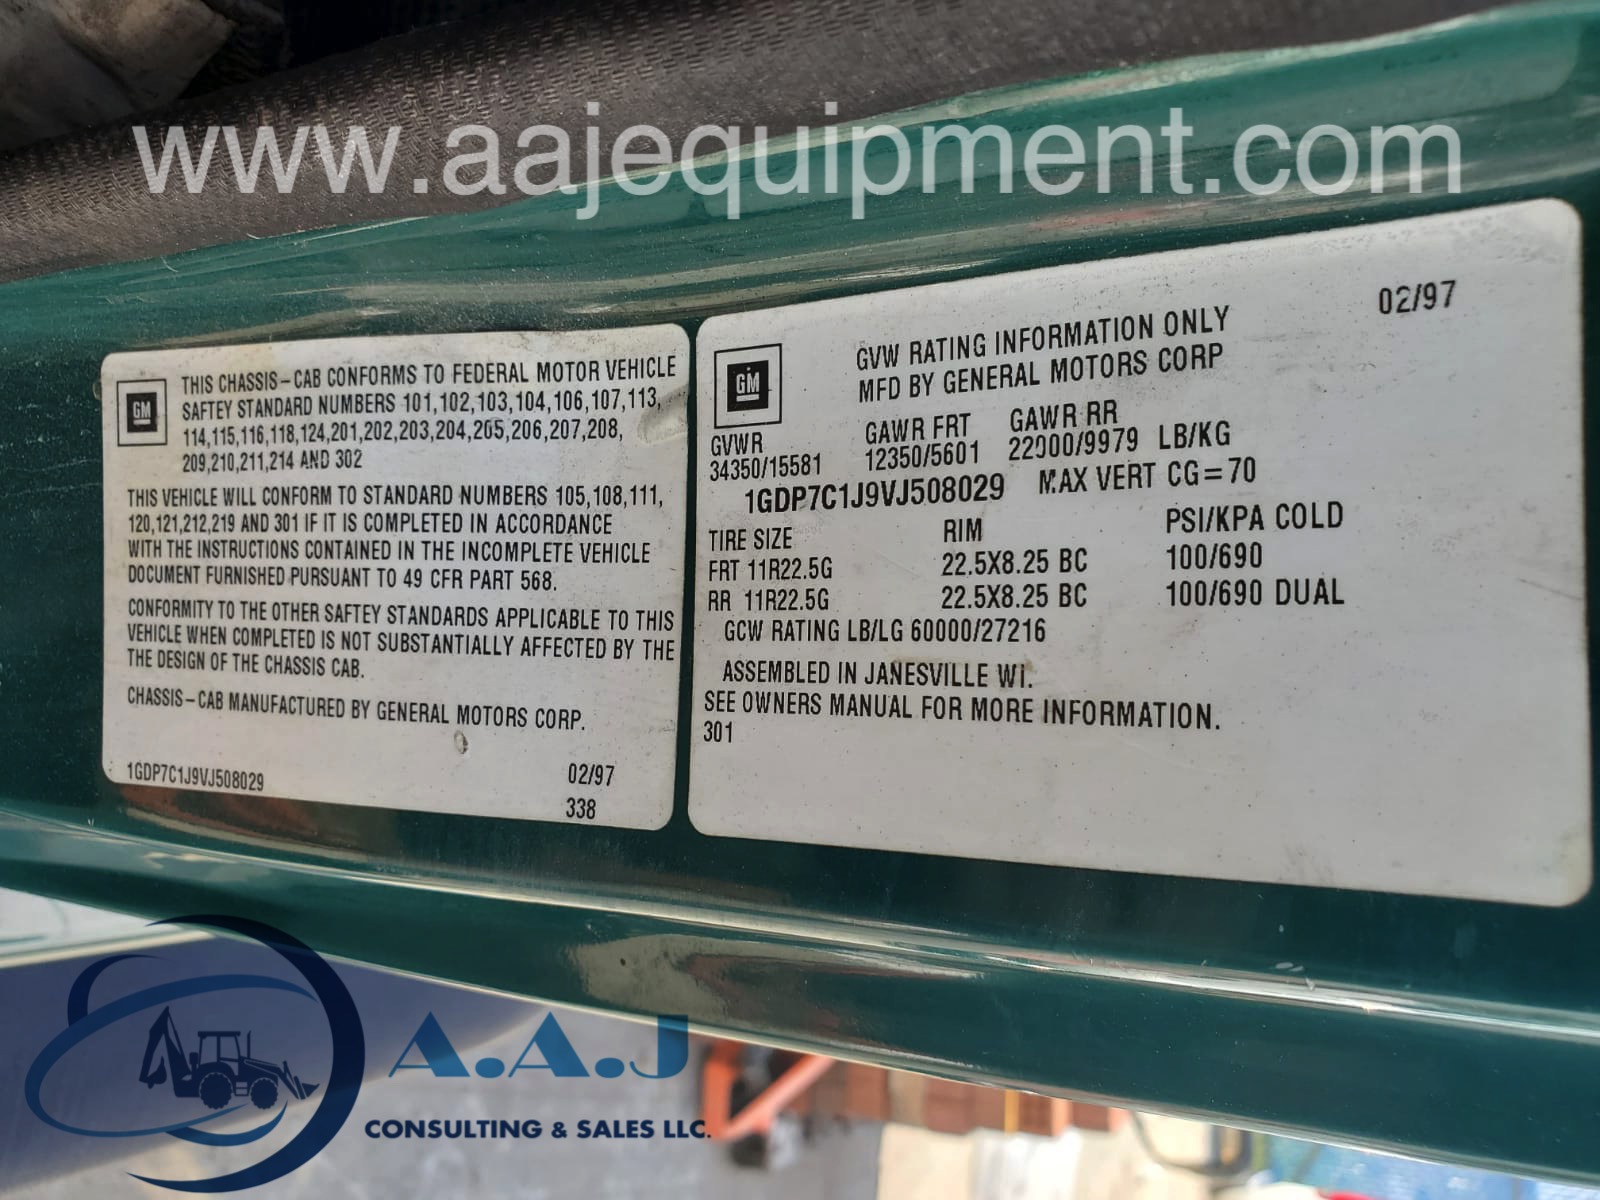 www.aajequipment.com
GM
THIS CHASSIS-CAB CONFORMS TO FEDERAL MOTOR VEHICLE
SAFTEY STANDARD NUMBERS 101,102,103,104,106,107,113,
114,115,116,118,124,201,202,203,204,205,206,207,208,
209,210,211,214 AND 302
THIS VEHICLE WILL CONFORM TO STANDARD NUMBERS 105,108,111,
120,121,212,219 AND 301 IF IT IS COMPLETED IN ACCORDANCE
WITH THE INSTRUCTIONS CONTAINED IN THE INCOMPLETE VEHICLE
DOCUMENT FURNISHED PURSUANT TO 49 CFR PART 568.
CONFORMITY TO THE OTHER SAFTEY STANDARDS APPLICABLE TO THIS
VEHICLE WHEN COMPLETED IS NOT SUBSTANTIALLY AFFECTED BY THE
THE DESIGN OF THE CHASSIS CAB.
CHASSIS-CAB MANUFACTURED BY GENERAL MOTORS CORP.
1GDP7C1J9VJ508029 02/97
338
02/97
GM
GVW RATING INFORMATION ONLY
MFD BY GENERAL MOTORS CORP
GVWR GAWR FRT GAWR RR
34350/15581 12350/5601 22000/9979 LB/KG
1GDP7C1J9VJ508029 MAX VERT CG=70
TIRE SIZE RIM PSI/KPA COLD
FRT 11R22.5G 22.5X8.25 BC 100/690
RR 11R22.5G 22.5X8.25 BC 100/690 DUAL
GCW RATING LB/LG 60000/27216
ASSEMBLED IN JANESVILLE WI.
SEE OWNERS MANUAL FOR MORE INFORMATION.
301
A.A.J
CONSULTING & SALES LLC.